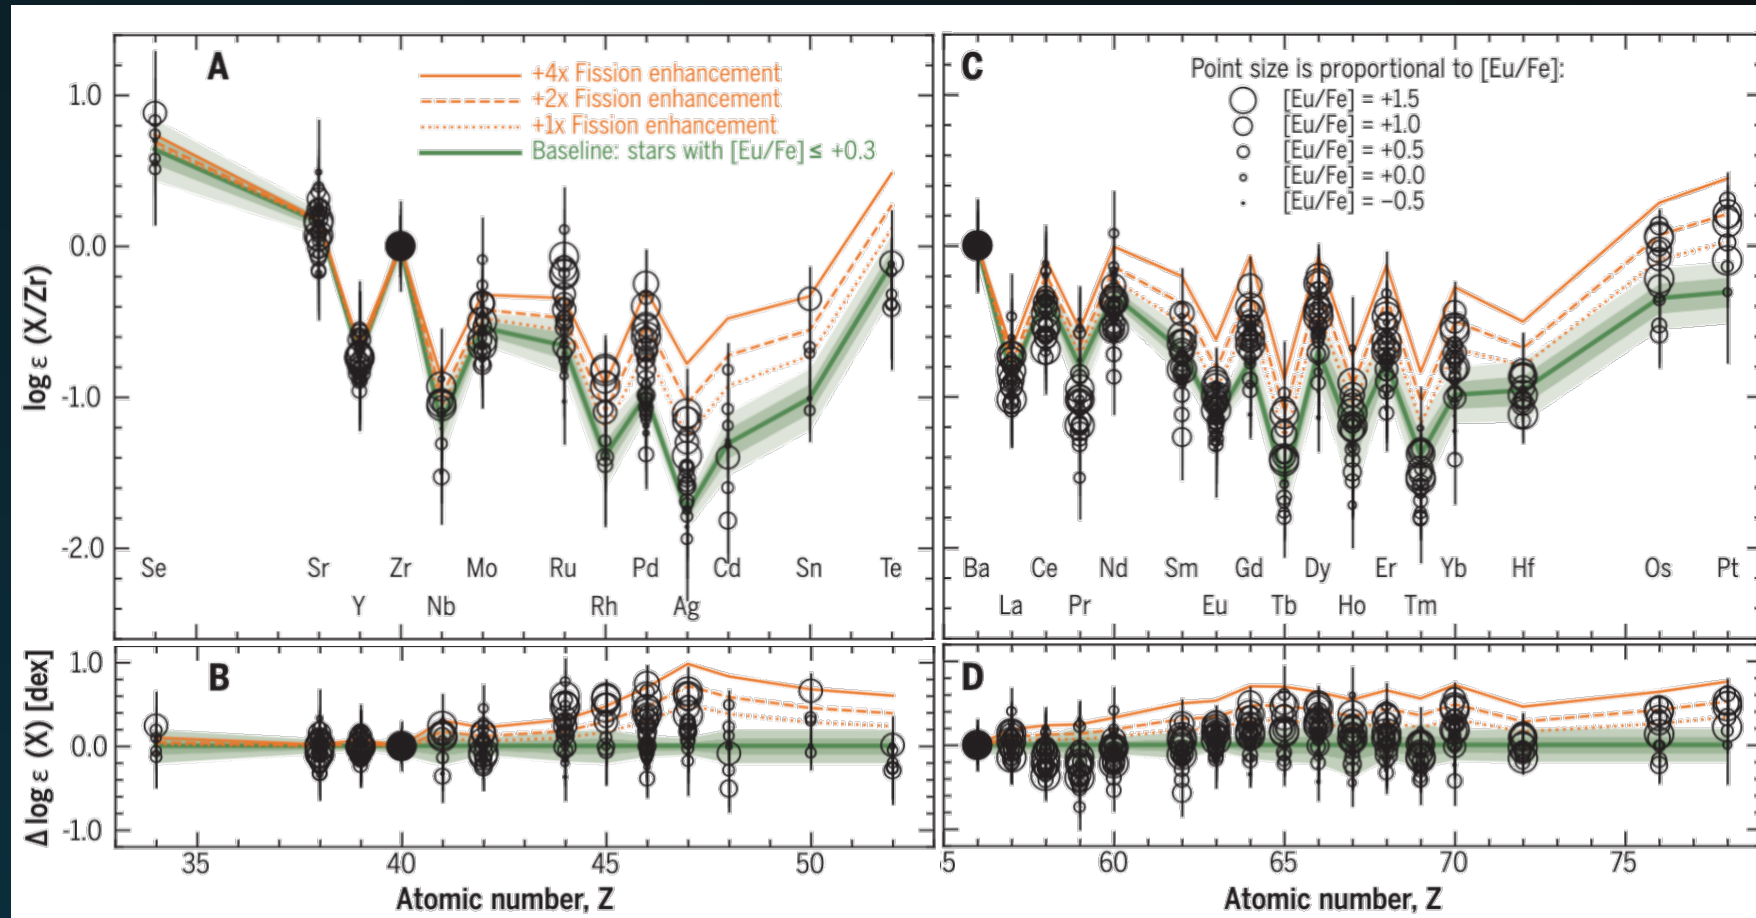 A
+4x Fission enhancement
+2x Fission enhancement
+1x Fission enhancement
Baseline: stars with [Eu/Fe] ≤ +0.3
1.0
0.0
-1.0
-2.0
log ε (X/Zr)
Se Sr Zr Mo Ru Pd Cd Sn Te
Y Nb Rh Ag
C
Point size is proportional to [Eu/Fe]:
[Eu/Fe] = +1.5
[Eu/Fe] = +1.0
[Eu/Fe] = +0.5
[Eu/Fe] = +0.0
[Eu/Fe] = −0.5
Ba Ce Nd Sm Gd Dy Er Yb Hf Os Pt
La Pr Eu Tb Ho Tm
B
1.0
0.0
-1.0
Δ log ε (X) [dex]
35 40 45 50
Atomic number, Z
D
5 60 65 70 75
Atomic number, Z